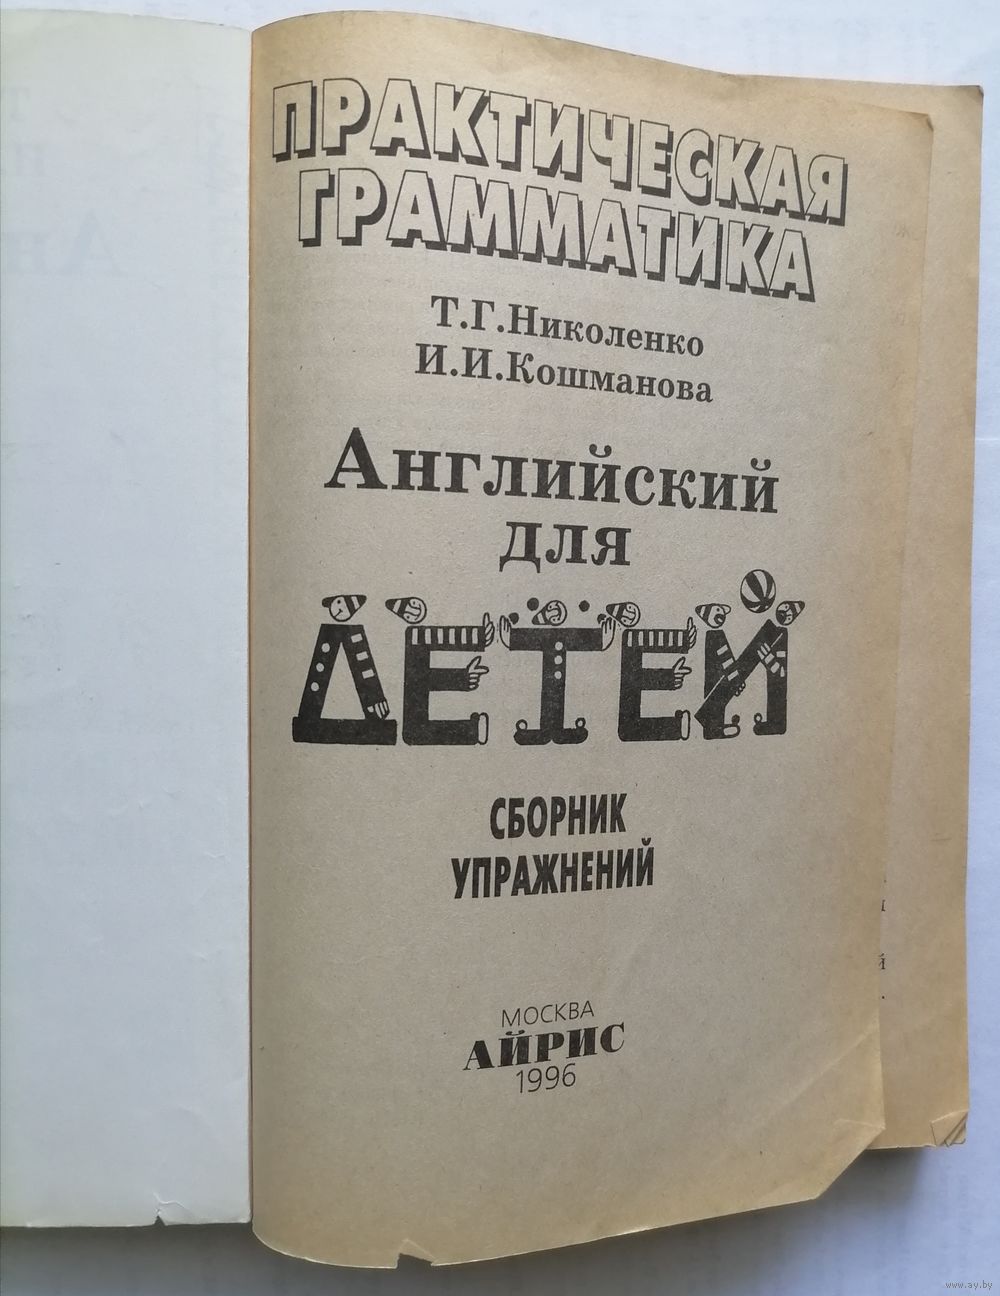 ПРАКТИЧЕСКАЯ
ГРАММАТИКА
Т.Г.Николенко
И.И.Кошманова
Английский
для
ДЕТЕЙ
СБОРНИК
УПРАЖНЕНИЙ
МОСКВА
АЙРИС
1996
www.ay.by